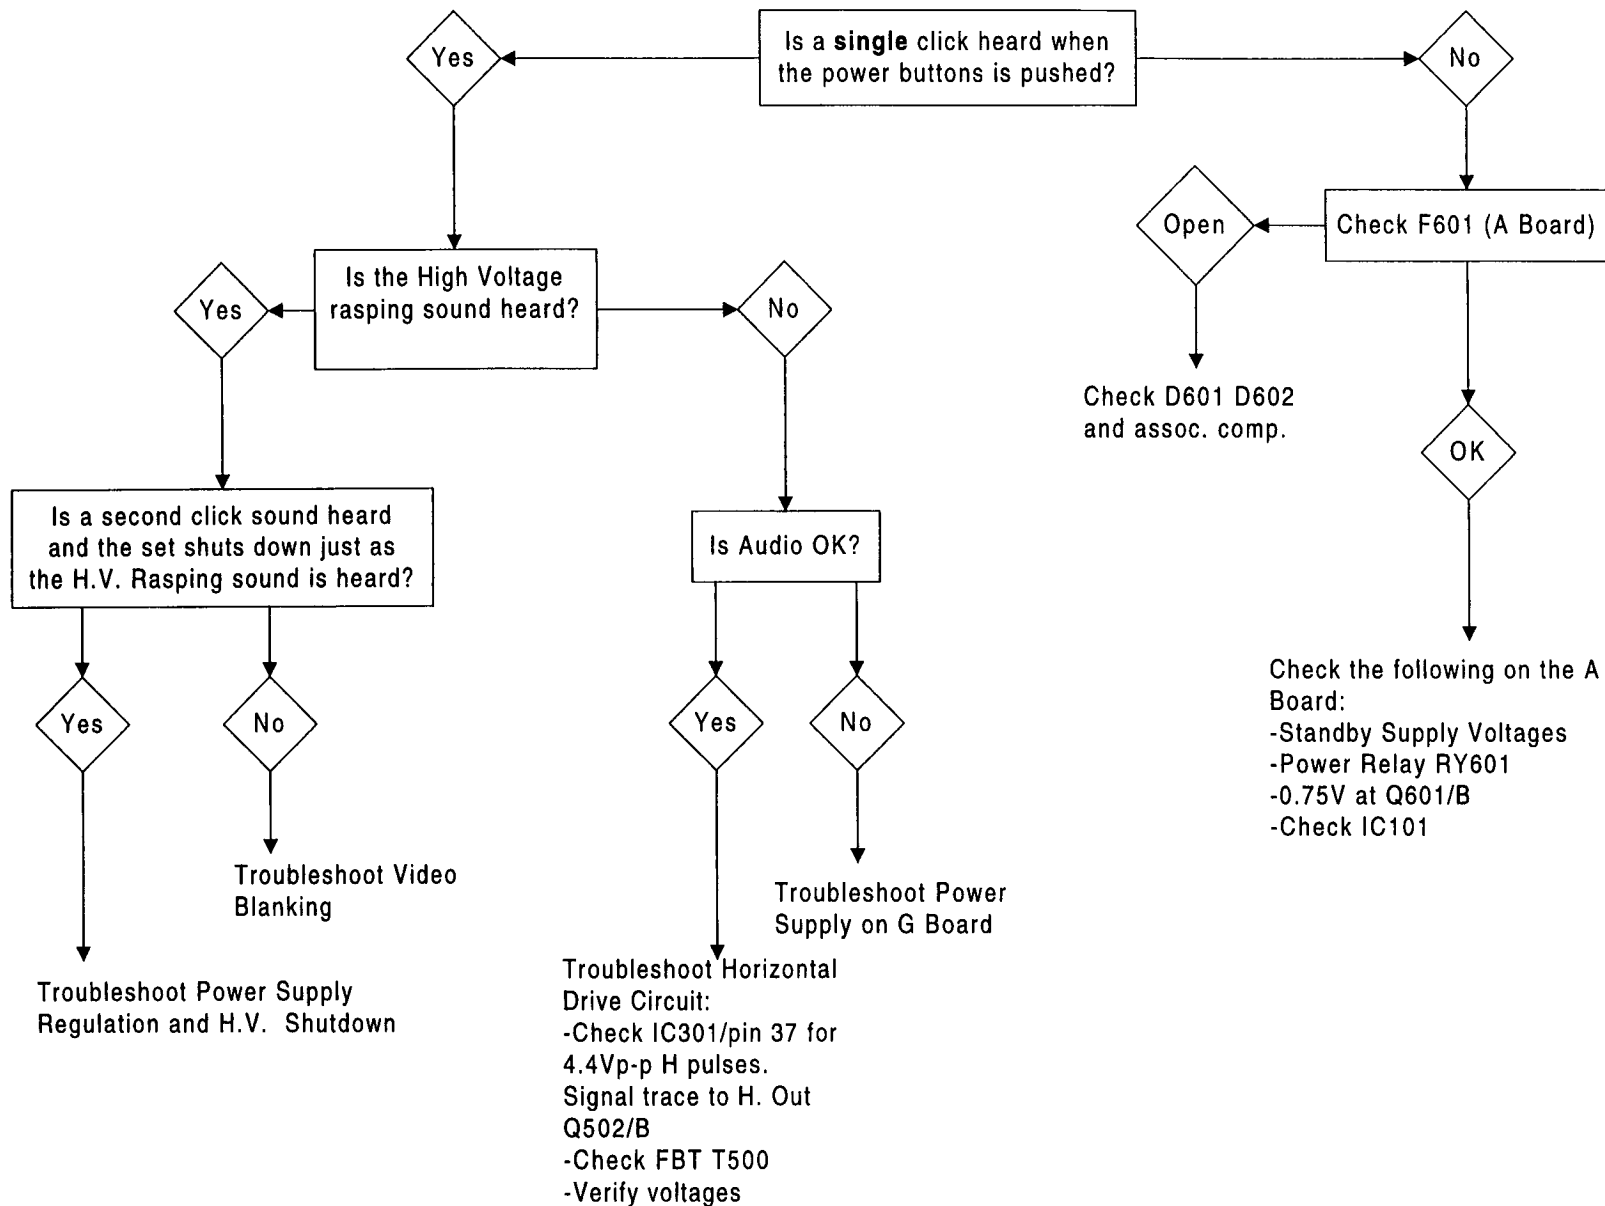 Is a single click heard when
the power buttons is pushed?
Yes
No
Check F601 (A Board)
Open
Check D601 D602
and assoc. comp.
OK
Check the following on the A
Board:
-Standby Supply Voltages
-Power Relay RY601
-0.75V at Q601/B
-Check IC101
Is the High Voltage
rasping sound heard?
Yes
No
Is a second click sound heard
and the set shuts down just as
the H.V. Rasping sound is heard?
Yes
No
Troubleshoot Video
Blanking
Troubleshoot Power Supply
Regulation and H.V. Shutdown
Is Audio OK?
Yes
No
Troubleshoot Power
Supply on G Board
Troubleshoot Horizontal
Drive Circuit:
-Check IC301/pin 37 for
4.4Vp-p H pulses.
Signal trace to H. Out
Q502/B
-Check FBT T500
-Verify voltages